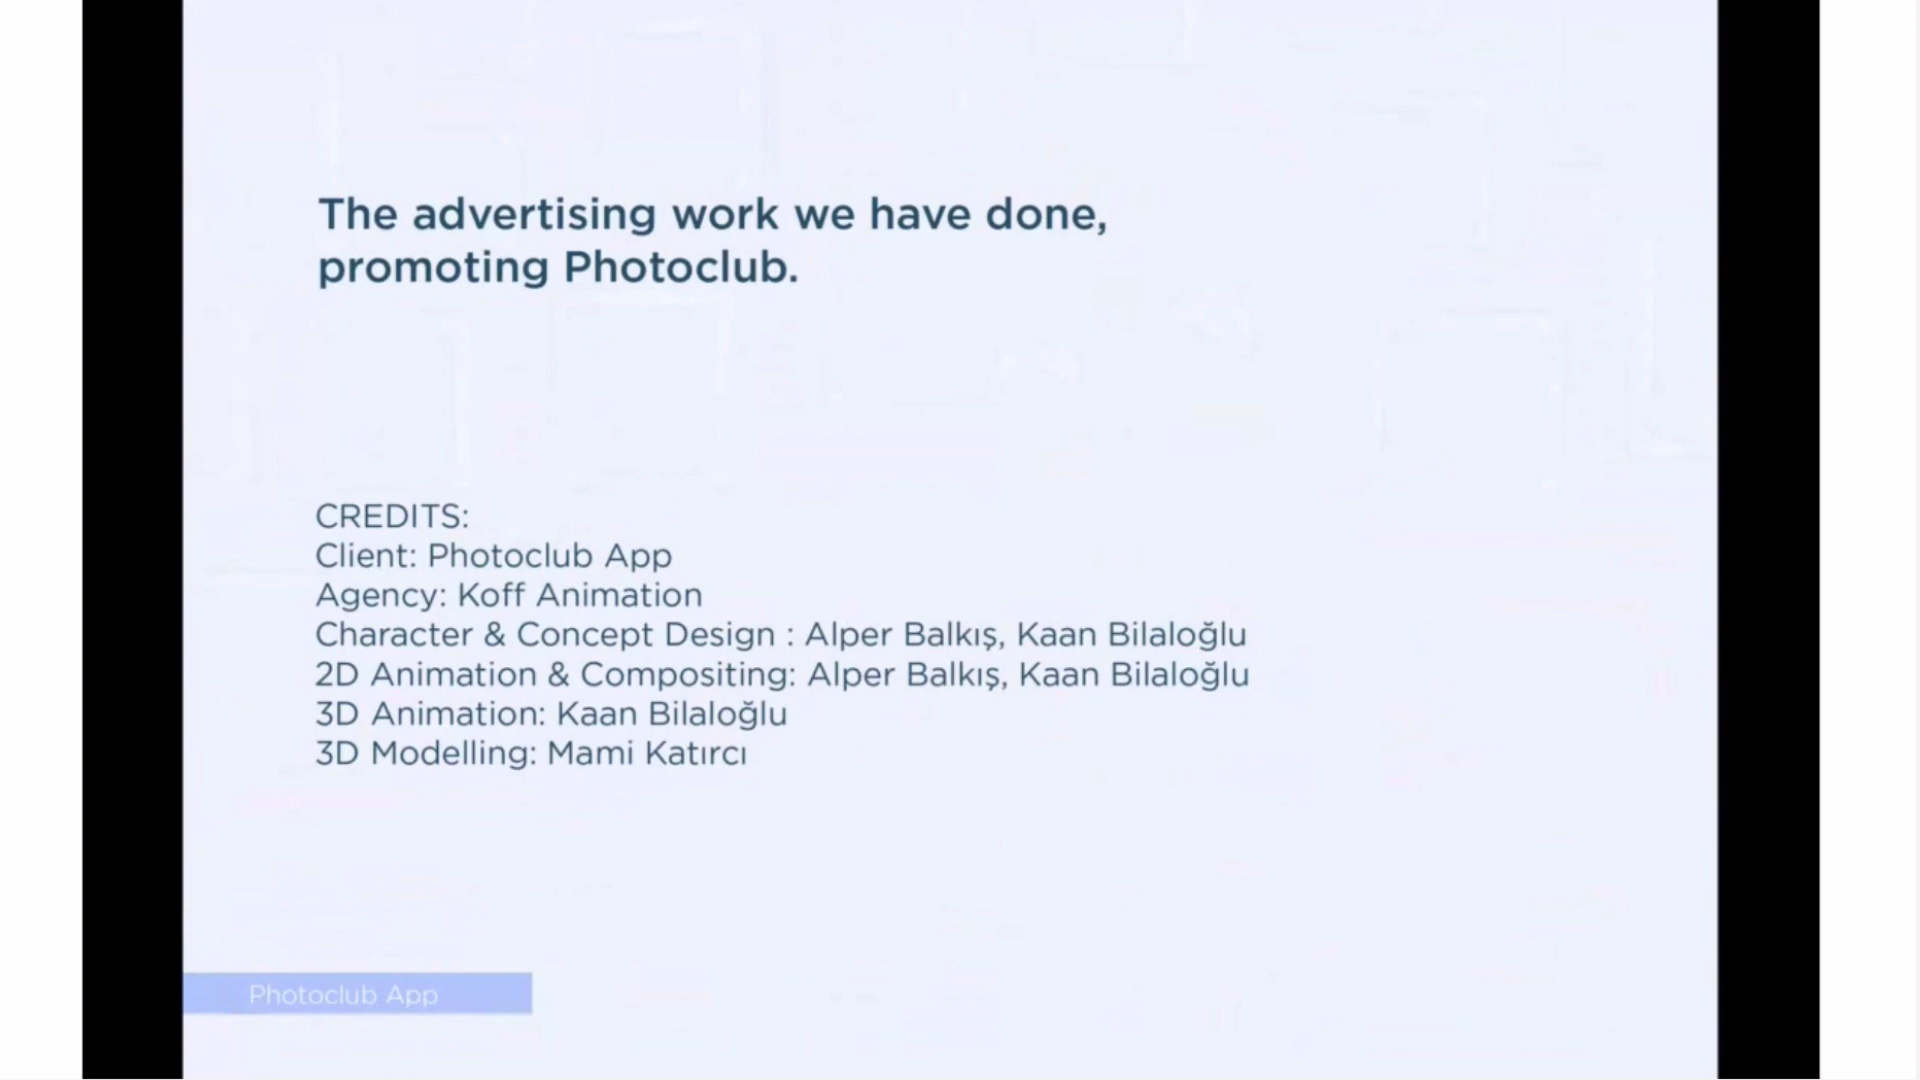 The advertising work we have done,
promoting Photoclub.
CREDITS:
Client: Photoclub App
Agency: Koff Animation
Character & Concept Design : Alper Balkış, Kaan Bilaloğlu
2D Animation & Compositing: Alper Balkış, Kaan Bilaloğlu
3D Animation: Kaan Bilaloğlu
3D Modelling: Mami Katırcı
Photoclub App